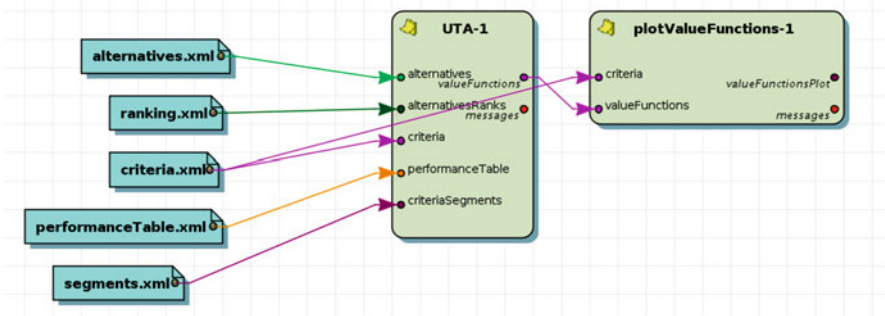 alternatives.xml
ranking.xml
criteria.xml
performanceTable.xml
segments.xml
UTA-1
alternatives
valueFunctions
alternativesRanks
messages
criteria
performanceTable
criteriaSegments
plotValueFunctions-1
criteria
valueFunctionsPlot
valueFunctions
messages